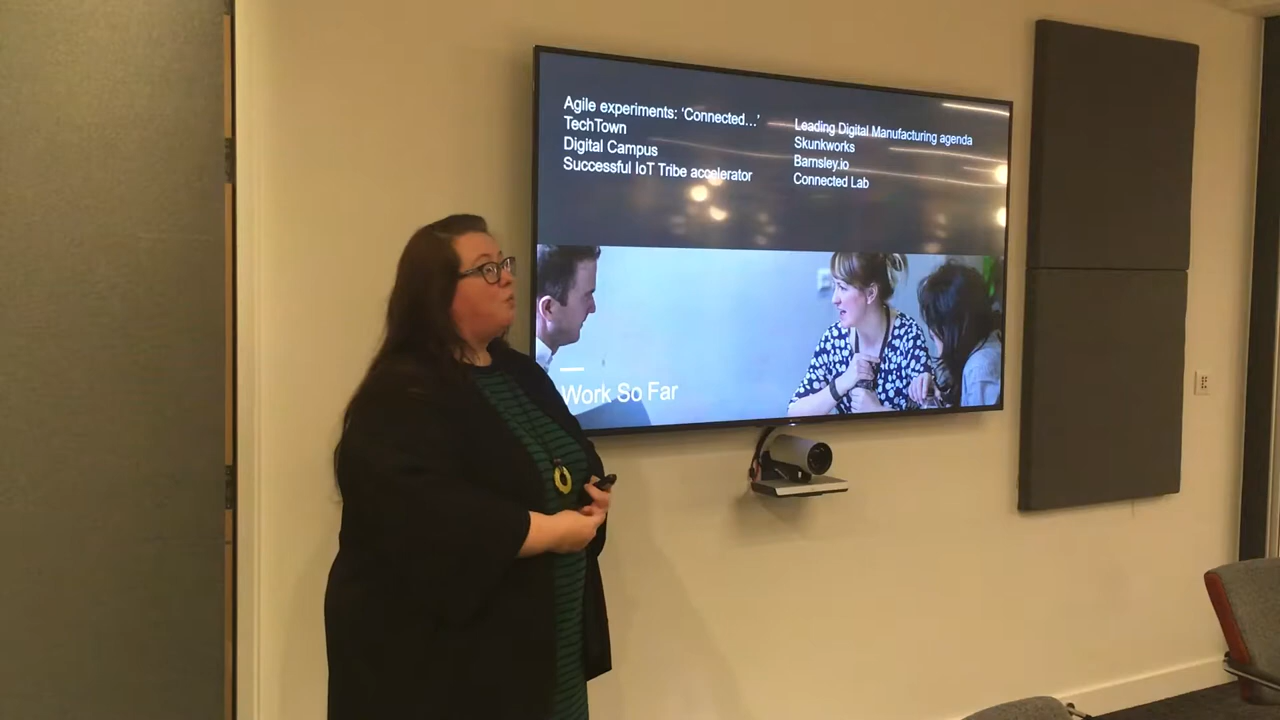 Agile experiments: 'Connected...'
TechTown
Digital Campus
Successful IoT Tribe accelerator
Leading Digital Manufacturing agenda
Skunkworks
Barnsley.io
Connected Lab
Work So Far